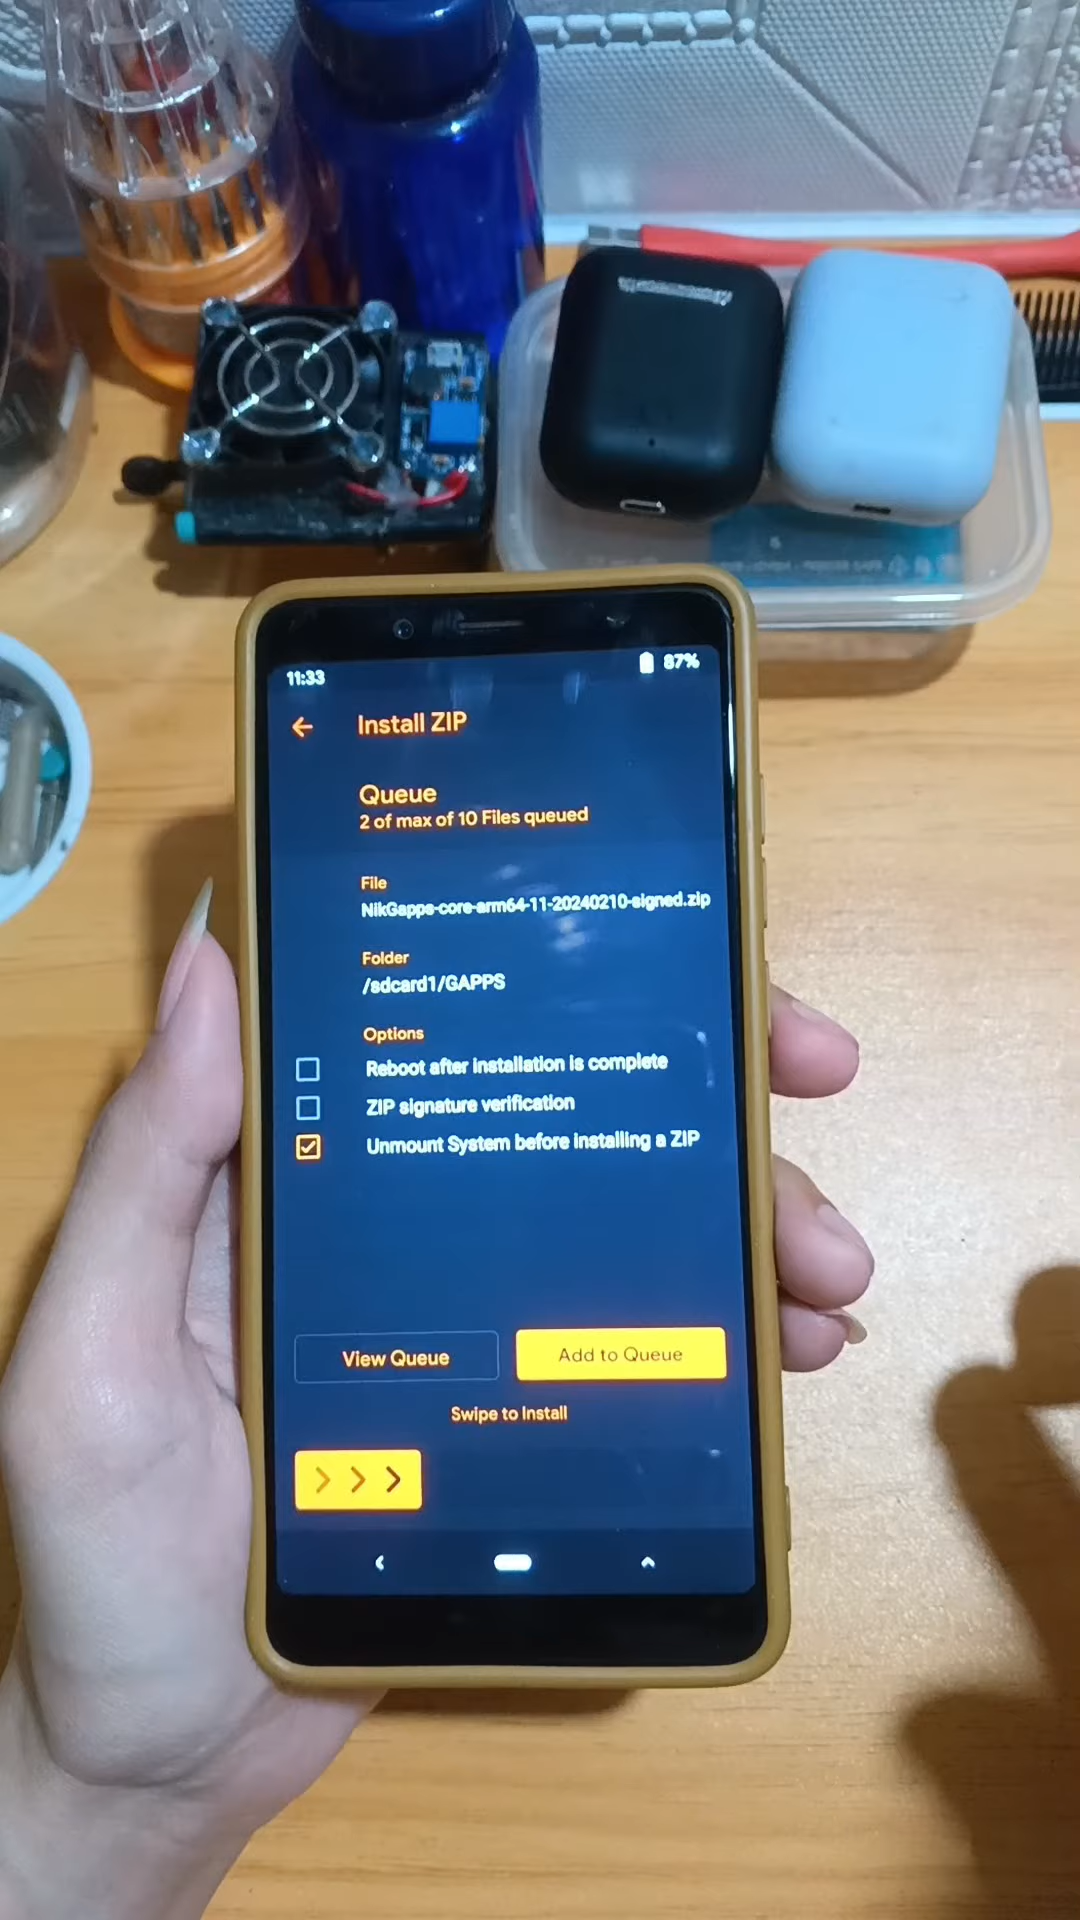 11:33
87%
Install ZIP
Queue
2 of max of 10 Files queued
File
NikGapps-core-arm64-11-20240210-signed.zip
Folder
/sdcard1/GAPPS
Options
Reboot after installation is complete
ZIP signature verification
Unmount System before installing a ZIP
View Queue
Add to Queue
Swipe to Install